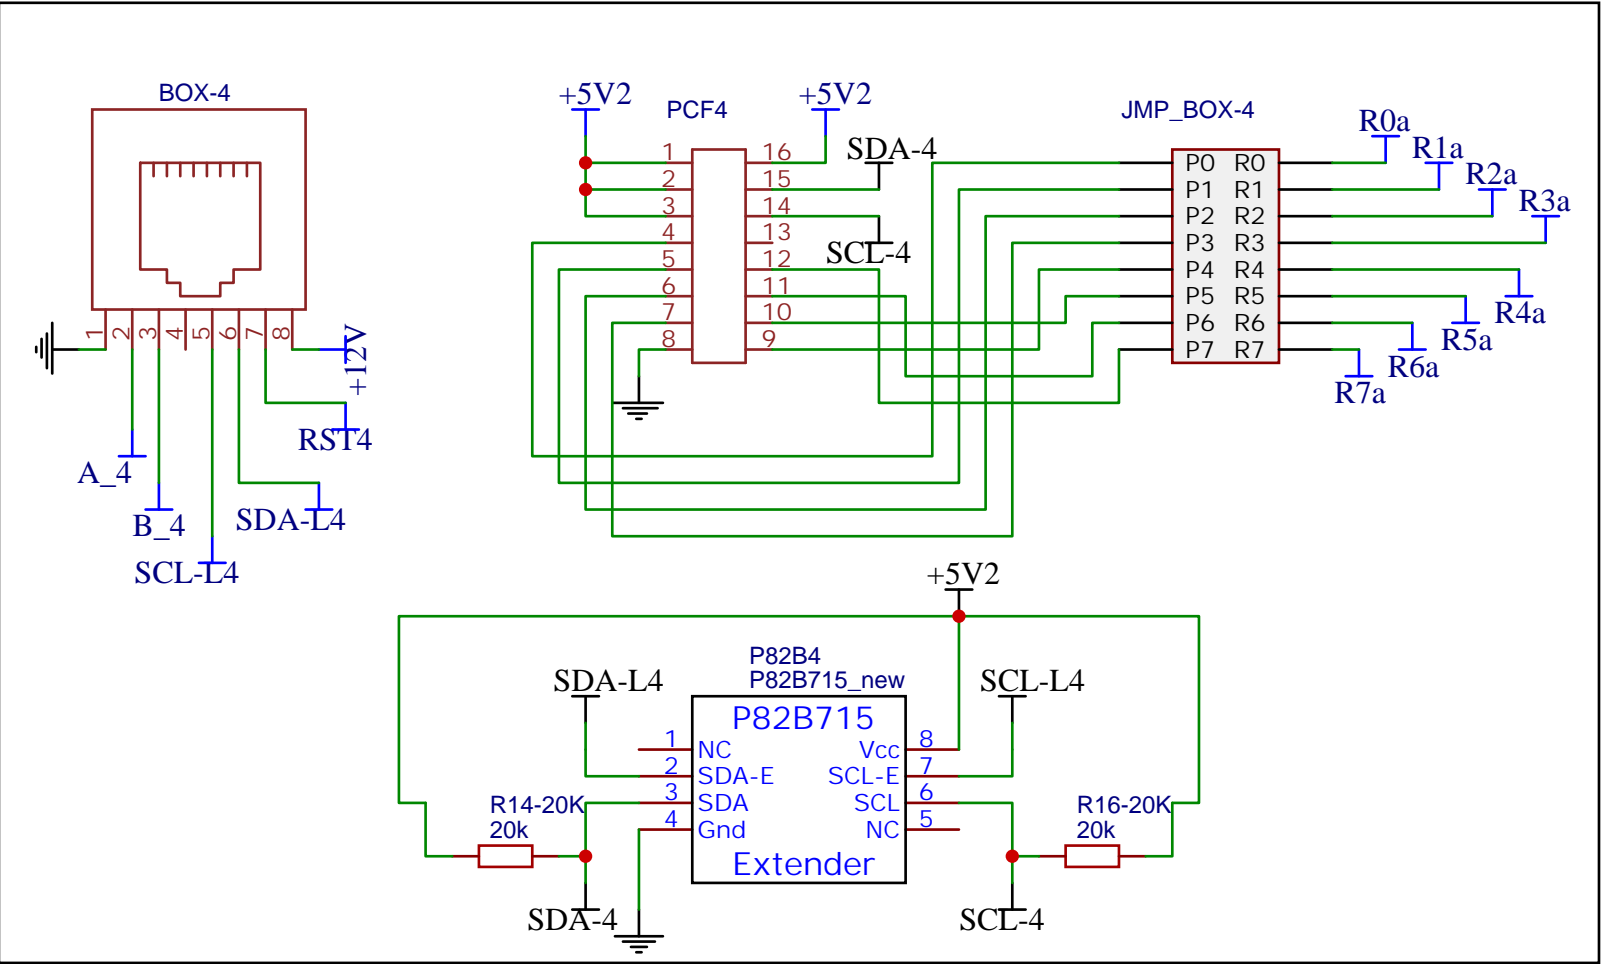 BOX-4
1
2
3
4
5
6
7
8
+12V
RST4
A_4
B_4
SDA-L4
SCL-L4
+5V2
PCF4
+5V2
1
2
3
4
5
6
7
8
16
15
14
13
12
11
10
9
SDA-4
SCL-4
JMP_BOX-4
P0 R0
P1 R1
P2 R2
P3 R3
P4 R4
P5 R5
P6 R6
P7 R7
R0a
R1a
R2a
R3a
R4a
R5a
R6a
R7a
+5V2
P82B4
P82B715_new
SDA-L4
SCL-L4
P82B715
1 NC Vcc 8
2 SDA-E SCL-E 7
3 SDA SCL 6
4 Gnd NC 5
Extender
R14-20K
20k
R16-20K
20k
SDA-4
SCL-4